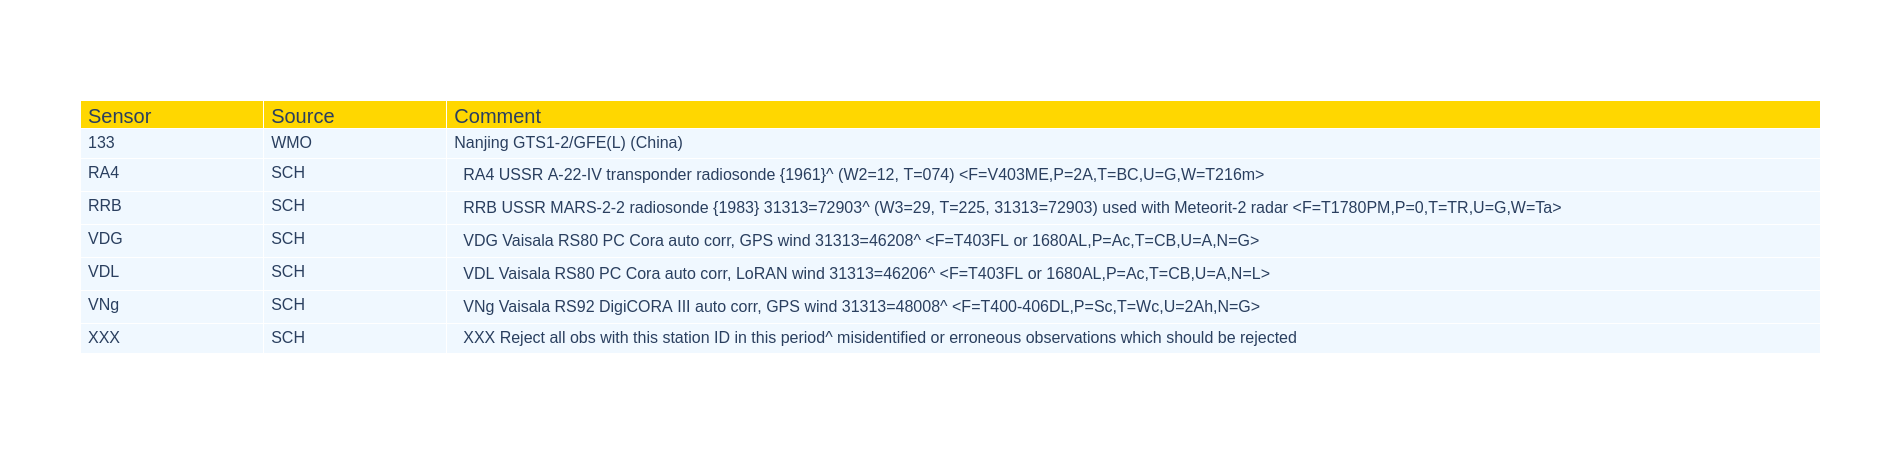 Sensor Source Comment
133 WMO Nanjing GTS1-2/GFE(L) (China)
RA4 SCH RA4 USSR A-22-IV transponder radiosonde {1961}^ (W2=12, T=074) <F=V403ME,P=2A,T=BC,U=G,W=T216m>
RRB SCH RRB USSR MARS-2-2 radiosonde {1983} 31313=72903^ (W3=29, T=225, 31313=72903) used with Meteorit-2 radar <F=T1780PM,P=0,T=TR,U=G,W=Ta>
VDG SCH VDG Vaisala RS80 PC Cora auto corr, GPS wind 31313=46208^ <F=T403FL or 1680AL,P=Ac,T=CB,U=A,N=G>
VDL SCH VDL Vaisala RS80 PC Cora auto corr, LoRAN wind 31313=46206^ <F=T403FL or 1680AL,P=Ac,T=CB,U=A,N=L>
VNg SCH VNg Vaisala RS92 DigiCORA III auto corr, GPS wind 31313=48008^ <F=T400-406DL,P=Sc,T=Wc,U=2Ah,N=G>
XXX SCH XXX Reject all obs with this station ID in this period^ misidentified or erroneous observations which should be rejected